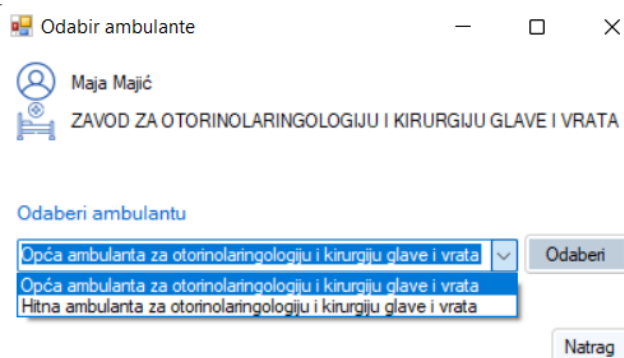 Odabir ambulante
Maja Majić
ZAVOD ZA OTORINOLARINGOLOGIJU I KIRURGIJU GLAVE I VRATA
Odaberi ambulantu
Opća ambulanta za otorinolaringologiju i kirurgiju glave i vrata
Odaberi
Opća ambulanta za otorinolaringologiju i kirurgiju glave i vrata
Hitna ambulanta za otorinolaringologiju i kirurgiju glave i vrata
Natrag